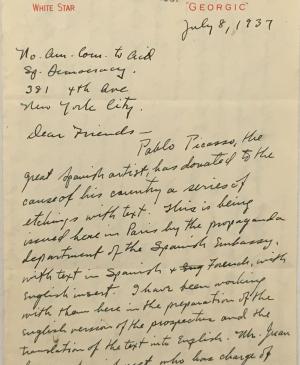 WHITE STAR
"GEORGIC"
July 8, 1937
No. Am. Com. to Aid
Sp. Democracy.
381 4th Ave
New York City.
Dear Friends —
Pablo Picasso, the
great Spanish artist, has donated to the
cause of his country a series of
etchings with text. This is being
issued here in Paris by the propaganda
department of the Spanish Embassy,
with text in Spanish + Eng French, with
English insert. I have been working
with them here in the preparation of the
English version of the prospectus and the
translation of the text into English. Mr. Juan
who has charge of